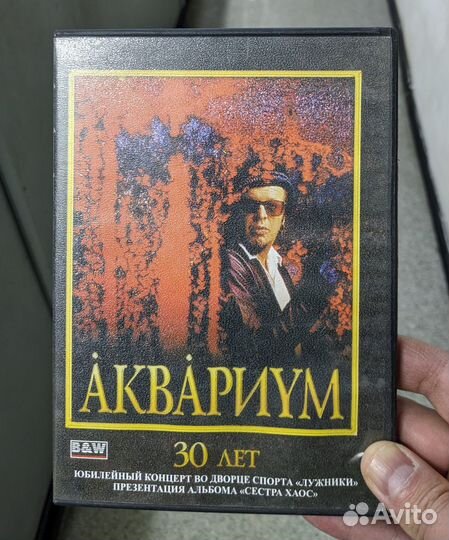 АКВАРИУМ
30 ЛЕТ
B&W
ЮБИЛЕЙНЫЙ КОНЦЕРТ ВО ДВОРЦЕ СПОРТА «ЛУЖНИКИ»
ПРЕЗЕНТАЦИЯ АЛЬБОМА «СЕСТРА ХАОС»
Avito